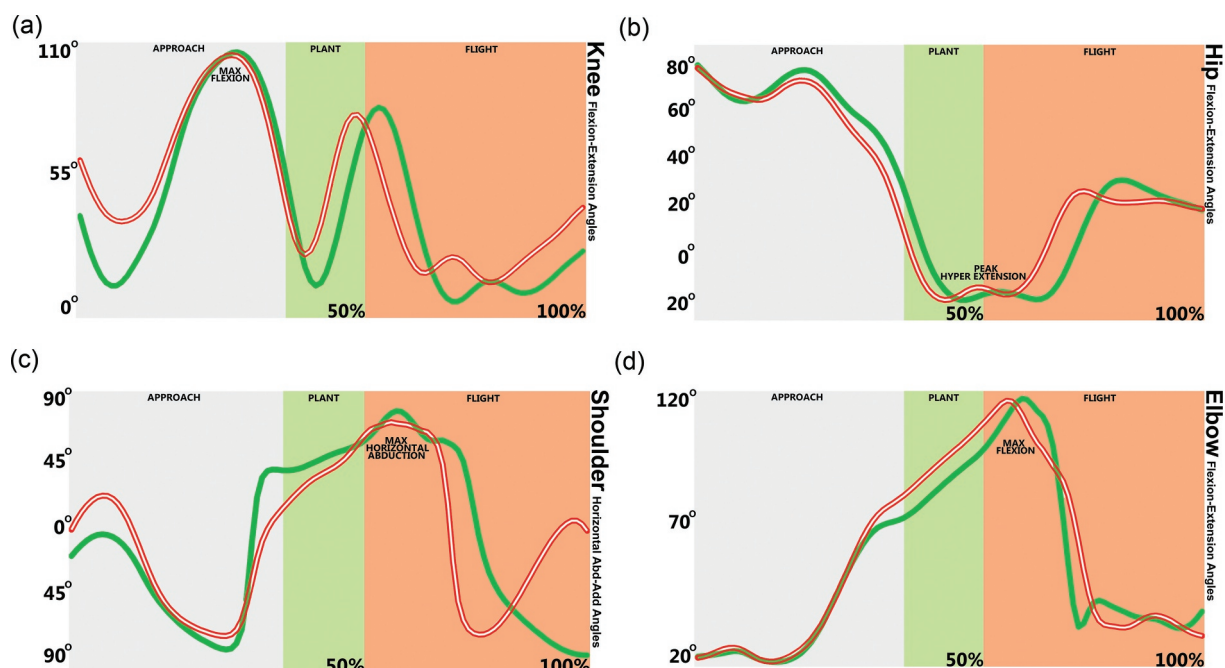 (a)
110°
55°
0°
APPROACH
PLANT
FLIGHT
MAX
FLEXION
50%
100%
Knee Flexion-Extension Angles
(b)
80°
60°
40°
20°
0°
20°
APPROACH
PLANT
FLIGHT
PEAK
HYPER EXTENSION
50%
100%
Hip Flexion-Extension Angles
(c)
90°
45°
0°
45°
90°
APPROACH
PLANT
FLIGHT
MAX
HORIZONTAL
ABDUCTION
50%
100%
Shoulder Horizontal Abd-Add Angles
(d)
120°
70°
20°
APPROACH
PLANT
FLIGHT
MAX
FLEXION
50%
100%
Elbow Flexion-Extension Angles